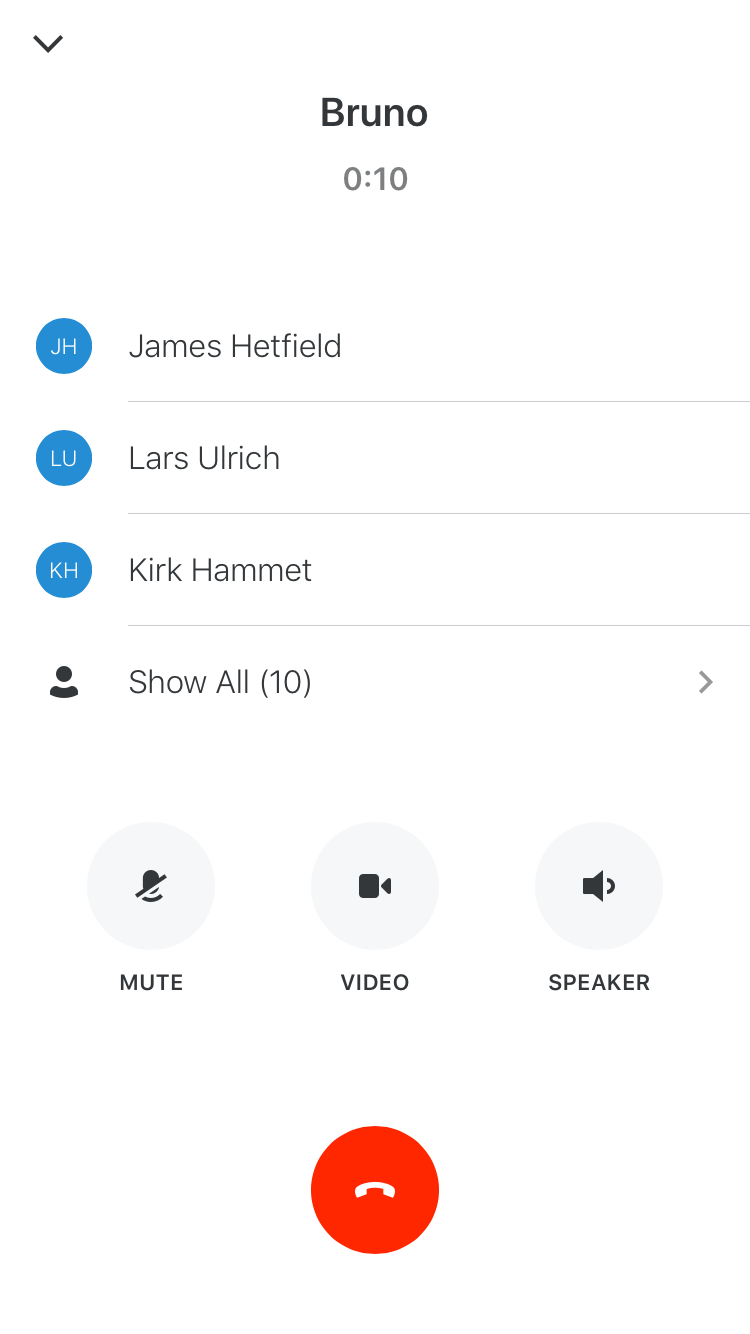 Bruno
0:10
JH James Hetfield
LU Lars Ulrich
KH Kirk Hammet
Show All (10)
MUTE VIDEO SPEAKER